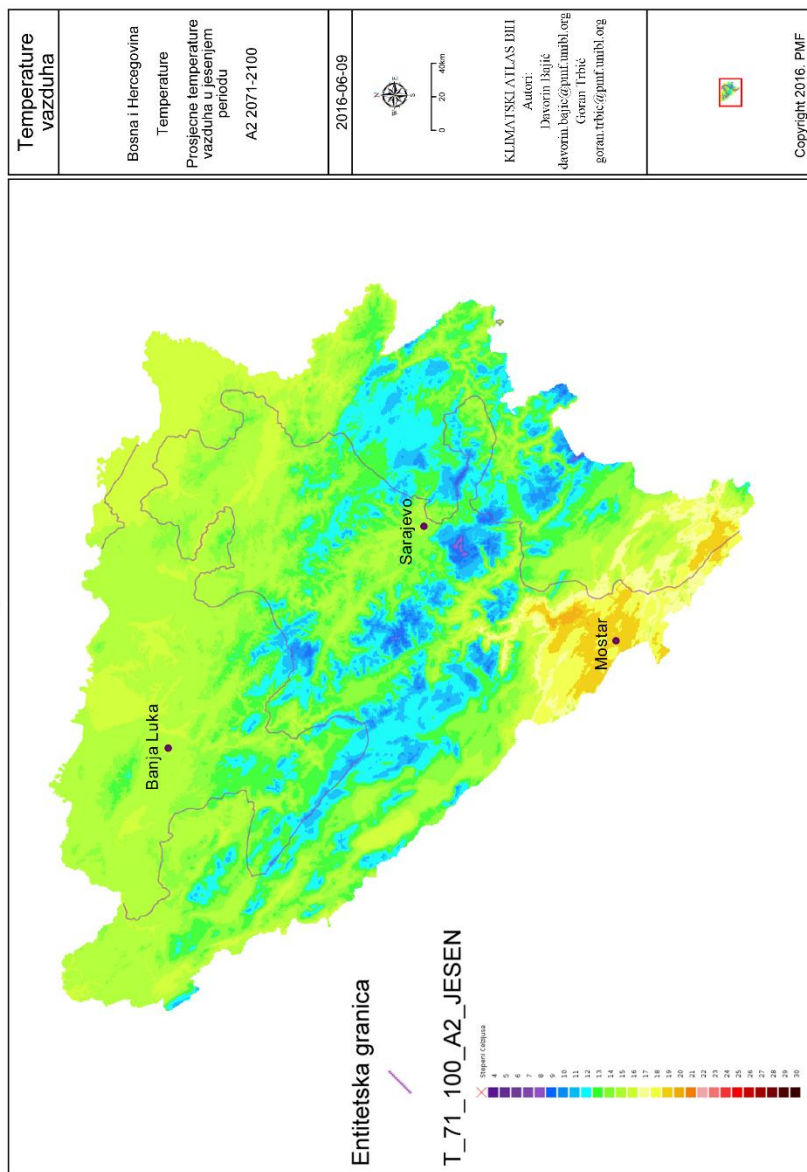 Temperature
vazduha
Bosna i Hercegovina
Temperature
Prosjecne temperature
vazduha u jesenjem
periodu
A2 2071-2100
2016-06-09
N
W E
S
0 20 40km
KLIMATSKI ATLAS BIH
Autori:
Davorin Bajić
davorin.bajic@pmf.unibl.org
Goran Trbić
goran.trbic@pmf.unibl.org
Copyright 2016. PMF
Banja Luka
Sarajevo
Mostar
Entitetska granica
T_71_100_A2_JESEN
Stepeni Celzijusa
4
5
6
7
8
9
10
11
12
13
14
15
16
17
18
19
20
21
22
23
24
25
26
27
28
29
30